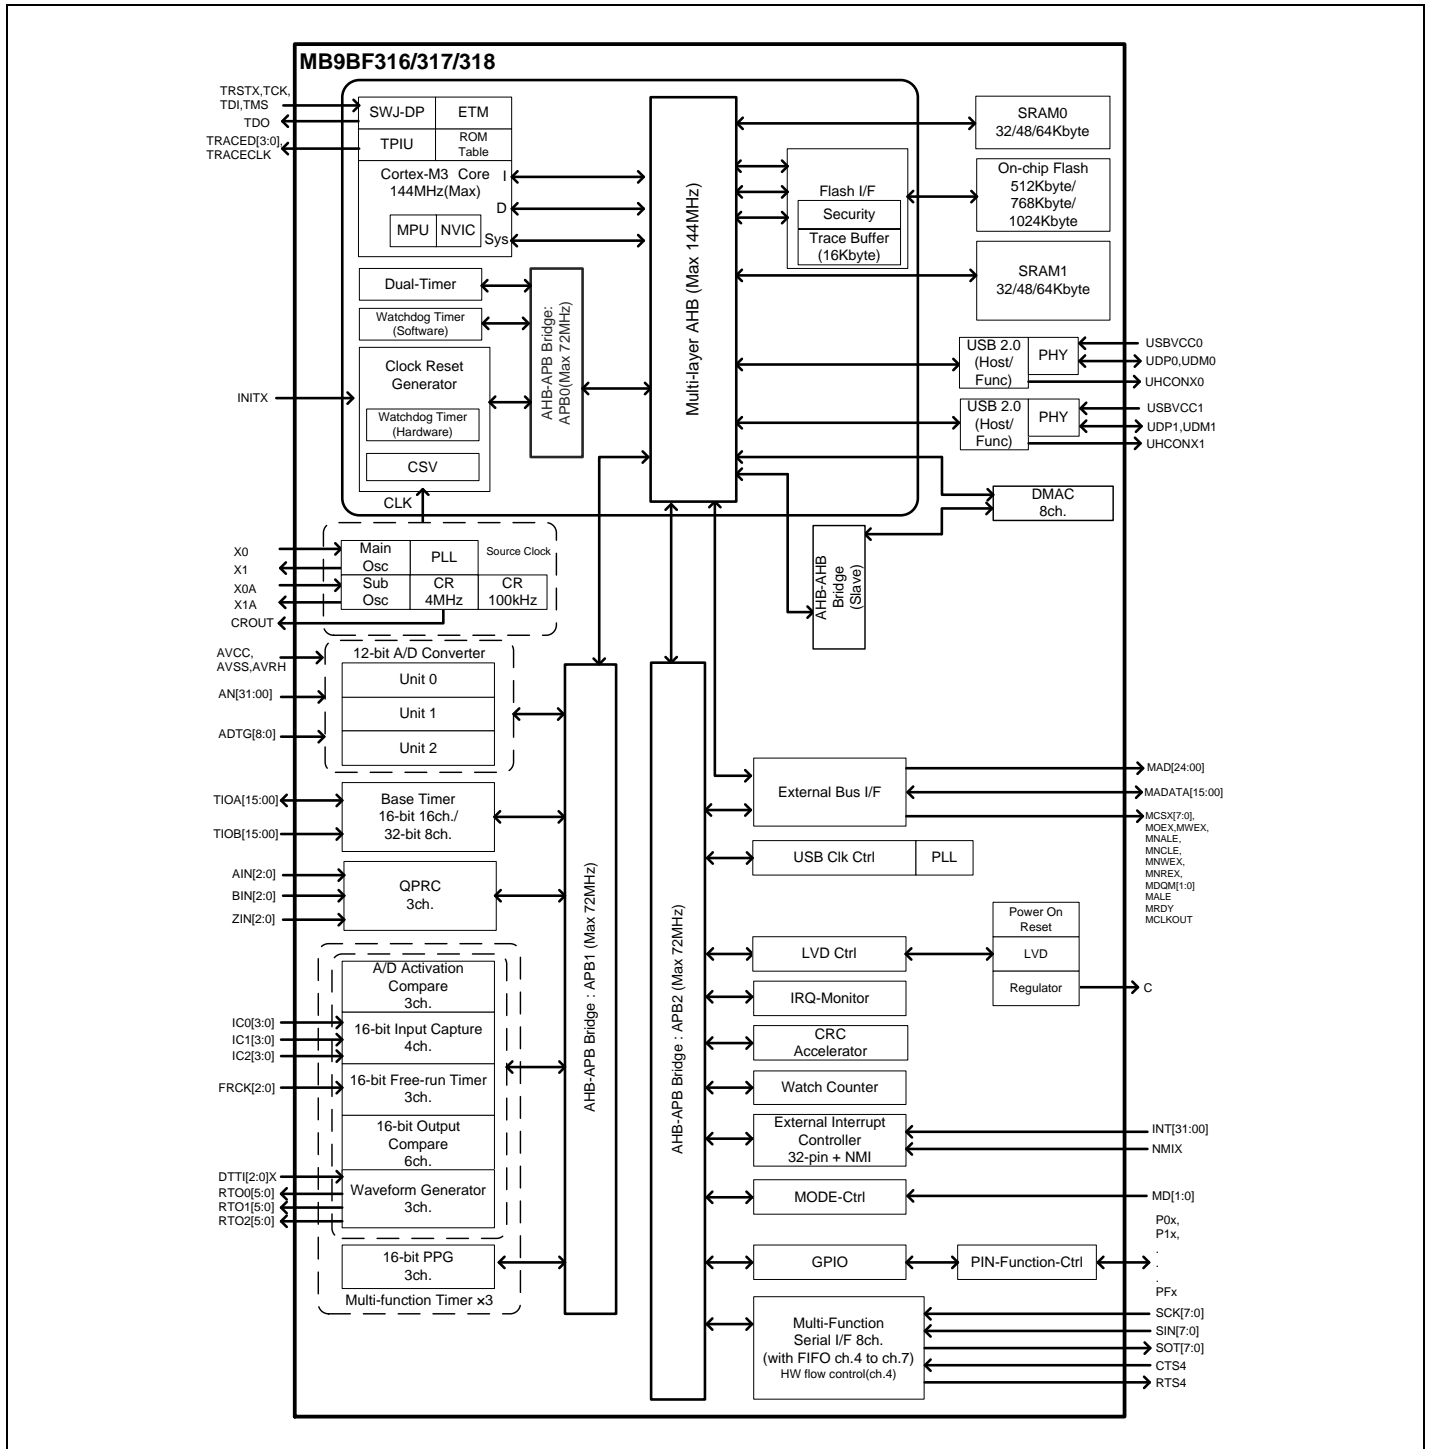 MB9BF316/317/318
TRSTX,TCK,
TDI,TMS
TDO
TRACED[3:0],
TRACECLK
SWJ-DP
ETM
TPIU
ROM
Table
Cortex-M3 Core
144MHz(Max)
I
D
Sys
MPU
NVIC
Dual-Timer
Watchdog Timer
(Software)
Clock Reset
Generator
Watchdog Timer
(Hardware)
CSV
CLK
INITX
AHB-APB Bridge:
APB0(Max 72MHz)
Multi-layer AHB (Max 144MHz)
Flash I/F
Security
Trace Buffer
(16Kbyte)
SRAM0
32/48/64Kbyte
On-chip Flash
512Kbyte/
768Kbyte/
1024Kbyte
SRAM1
32/48/64Kbyte
USB 2.0
(Host/
Func)
PHY
USBVCC0
UDP0,UDM0
UHCONX0
USB 2.0
(Host/
Func)
PHY
USBVCC1
UDP1,UDM1
UHCONX1
DMAC
8ch.
AHB-AHB
Bridge
(Slave)
X0
X1
X0A
X1A
CROUT
Main
Osc
PLL
Source Clock
Sub
Osc
CR
4MHz
CR
100kHz
AVCC,
AVSS,AVRH
AN[31:00]
ADTG[8:0]
12-bit A/D Converter
Unit 0
Unit 1
Unit 2
TIOA[15:00]
TIOB[15:00]
Base Timer
16-bit 16ch./
32-bit 8ch.
AIN[2:0]
BIN[2:0]
ZIN[2:0]
QPRC
3ch.
A/D Activation
Compare
3ch.
IC0[3:0]
IC1[3:0]
IC2[3:0]
16-bit Input Capture
4ch.
FRCK[2:0]
16-bit Free-run Timer
3ch.
16-bit Output
Compare
6ch.
DTTI[2:0]X
RTO0[5:0]
RTO1[5:0]
RTO2[5:0]
Waveform Generator
3ch.
16-bit PPG
3ch.
Multi-function Timer ×3
AHB-APB Bridge : APB1 (Max 72MHz)
AHB-APB Bridge : APB2 (Max 72MHz)
External Bus I/F
MAD[24:00]
MADATA[15:00]
MCSX[7:0],
MOEX,MWEX,
MNALE,
MNCLE,
MNWEX,
MNREX,
MDQM[1:0]
MALE
MRDY
MCLKOUT
USB Clk Ctrl
PLL
LVD Ctrl
Power On
Reset
LVD
Regulator
C
IRQ-Monitor
CRC
Accelerator
Watch Counter
External Interrupt
Controller
32-pin + NMI
INT[31:00]
NMIX
MODE-Ctrl
MD[1:0]
GPIO
PIN-Function-Ctrl
P0x,
P1x,
.
.
.
PFx
Multi-Function
Serial I/F 8ch.
(with FIFO ch.4 to ch.7)
HW flow control(ch.4)
SCK[7:0]
SIN[7:0]
SOT[7:0]
CTS4
RTS4